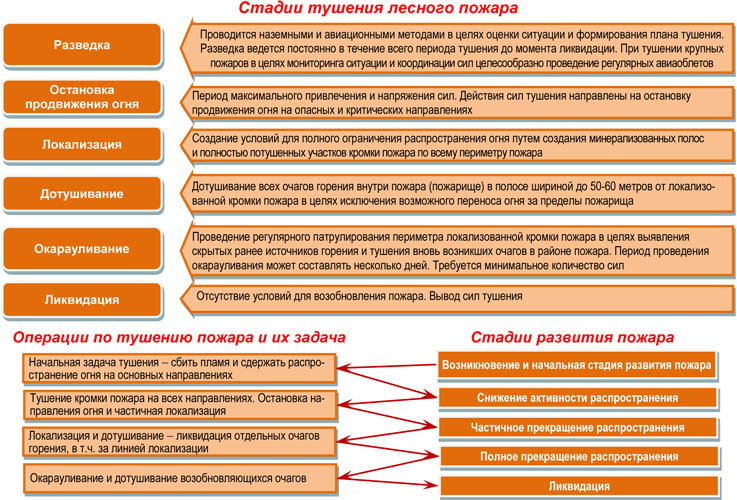 Стадии тушения лесного пожара
Разведка
Проводится наземными и авиационными методами в целях оценки ситуации и формирования плана тушения.
Разведка ведется постоянно в течение всего периода тушения до момента ликвидации. При тушении крупных
пожаров в целях мониторинга ситуации и координации сил целесообразно проведение регулярных авиаоблетов
Остановка
продвижения огня
Период максимального привлечения и напряжения сил. Действия сил тушения направлены на остановку
продвижения огня на опасных и критических направлениях
Локализация
Создание условий для полного ограничения распространения огня путем создания минерализованных полос
и полностью потушенных участков кромки пожара по всему периметру пожара
Дотушивание
Дотушивание всех очагов горения внутри пожара (пожарище) в полосе шириной до 50-60 метров от локализо-
ванной кромки пожара в целях исключения возможного переноса огня за пределы пожарища
Окарауливание
Проведение регулярного патрулирования периметра локализованной кромки пожара в целях выявления
скрытых ранее источников горения и тушения вновь возникших очагов в районе пожара. Период проведения
окарауливания может составлять несколько дней. Требуется минимальное количество сил
Ликвидация
Отсутствие условий для возобновления пожара. Вывод сил тушения
Операции по тушению пожара и их задача
Начальная задача тушения – сбить пламя и сдержать распро-
странение огня на основных направлениях
Тушение кромки пожара на всех направлениях. Остановка на-
правления огня и частичная локализация
Локализация и дотушивание – ликвидация отдельных очагов
горения, в т.ч. за линией локализации
Окарауливание и дотушивание возобновляющихся очагов
Стадии развития пожара
Возникновение и начальная стадия развития пожара
Снижение активности распространения
Частичное прекращение распространения
Полное прекращение распространения
Ликвидация